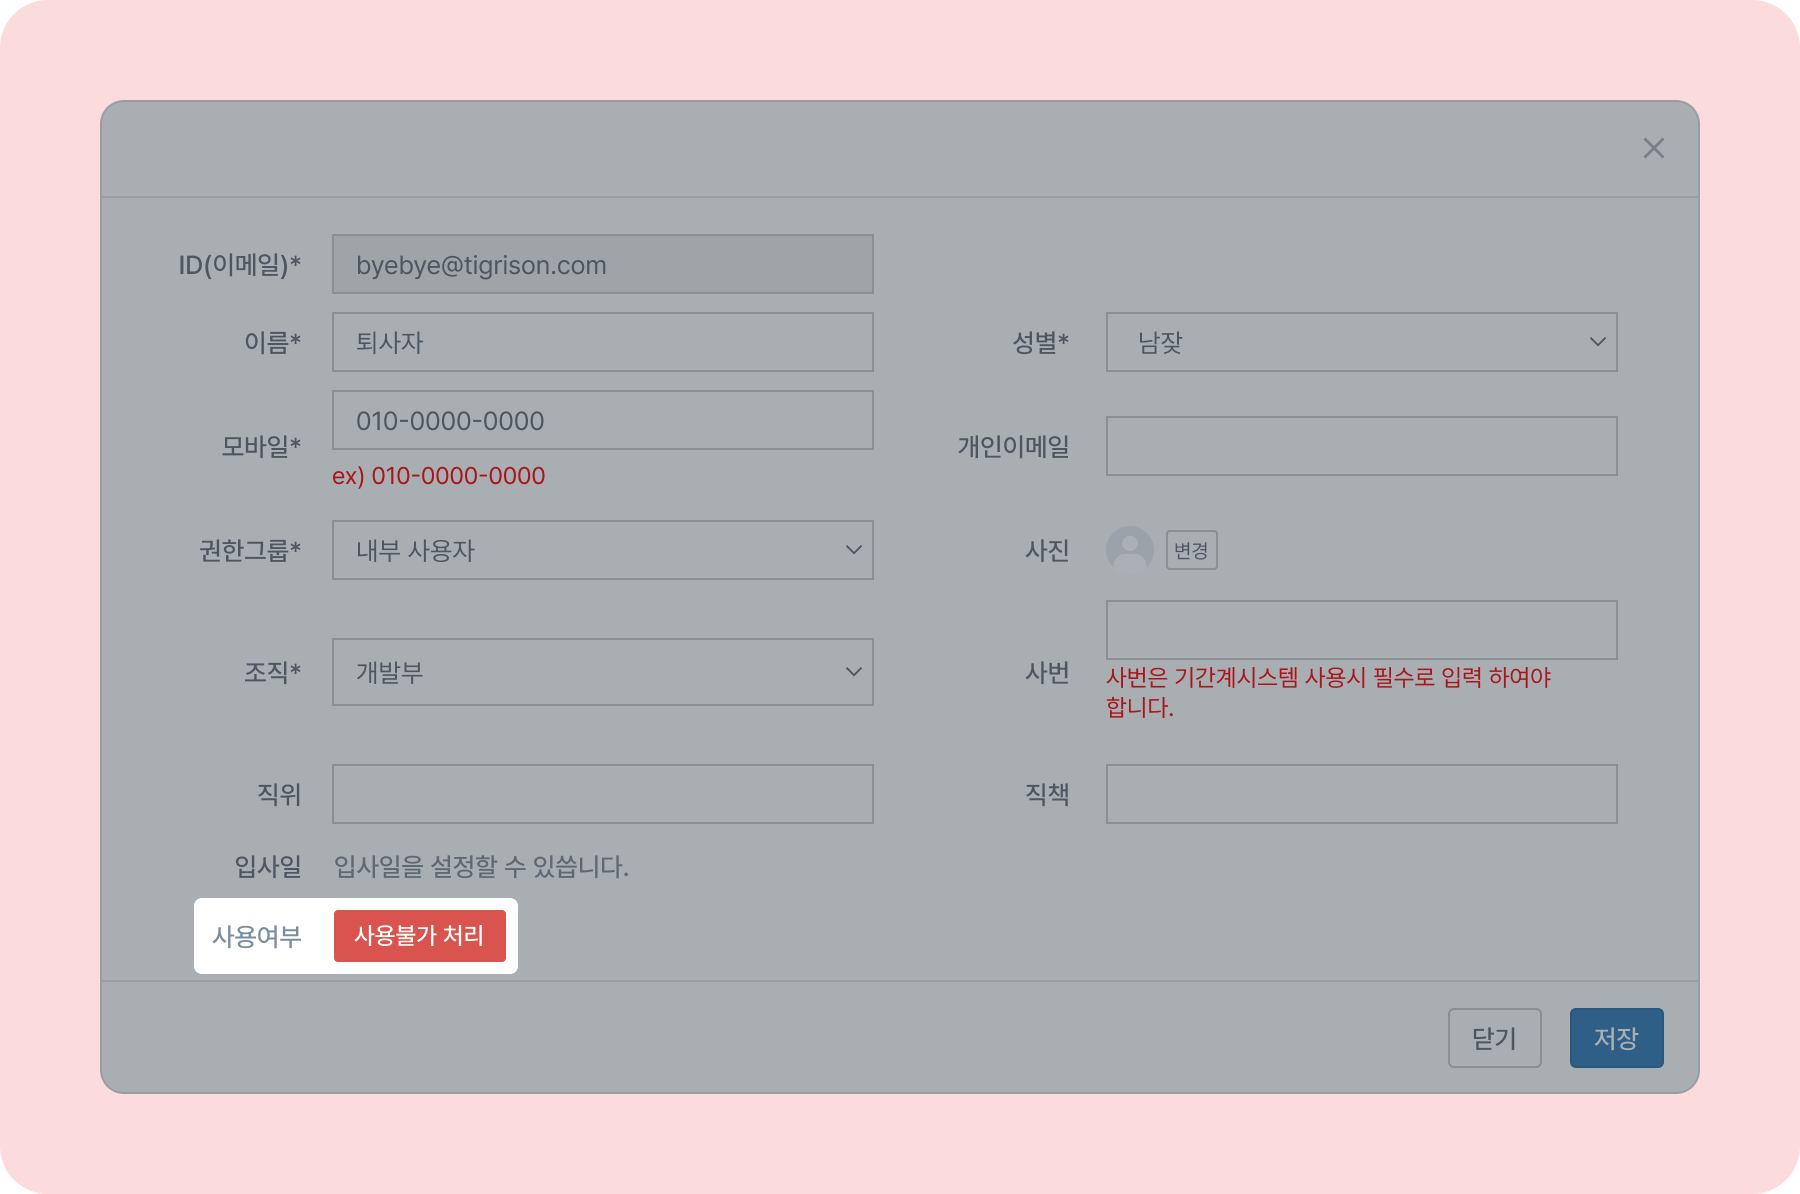 ID(이메일)* byebye@tigrison.com
이름* 퇴사자 성별* 남잦
모바일* 010-0000-0000 개인이메일
ex) 010-0000-0000
권한그룹* 내부 사용자 사진 변경
조직* 개발부 사번
사번은 기간계시스템 사용시 필수로 입력 하여야
합니다.
직위 직책
입사일 입사일을 설정할 수 있씁니다.
사용여부 사용불가 처리
닫기 저장